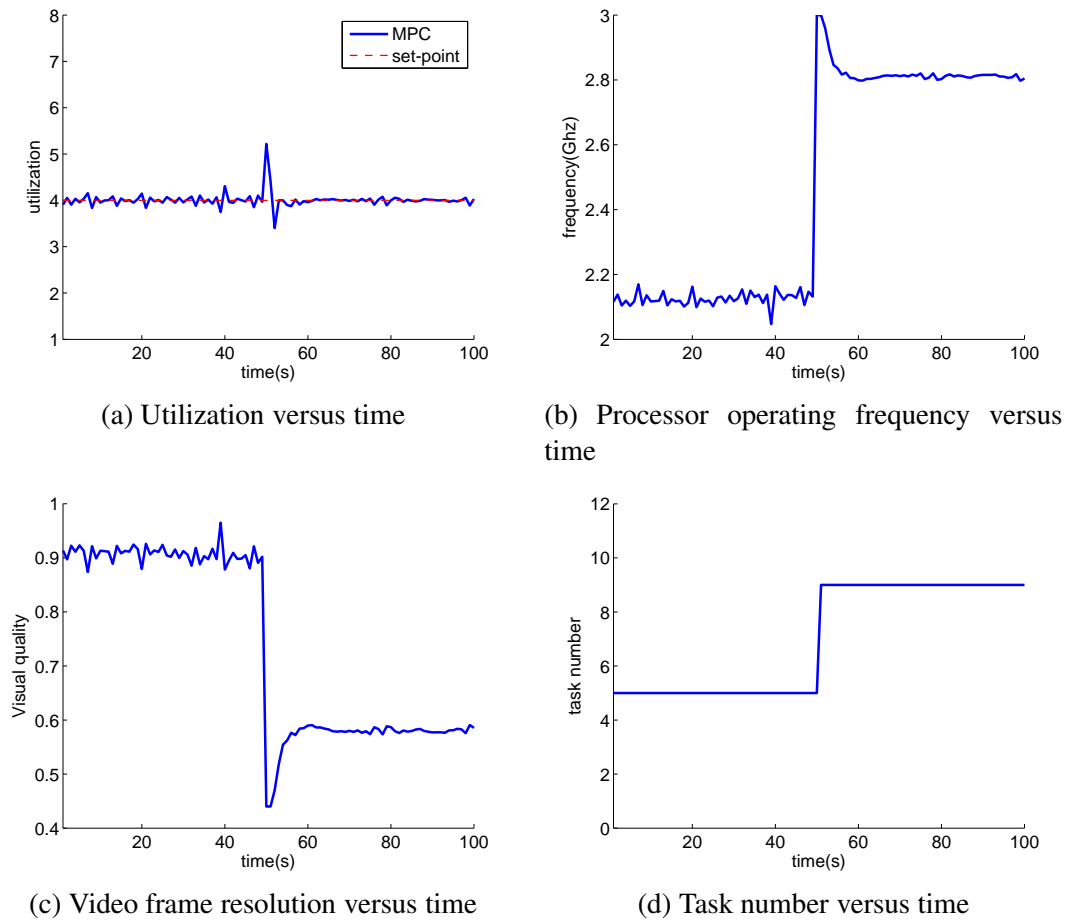 8
7
6
5
4
3
2
1
utilization
MPC
set-point
20 40 60 80 100
time(s)
(a) Utilization versus time
3
2.8
2.6
2.4
2.2
2
frequency(Ghz)
20 40 60 80 100
time(s)
(b) Processor operating frequency versus
time
1
0.9
0.8
0.7
0.6
0.5
0.4
Visual quality
20 40 60 80 100
time(s)
(c) Video frame resolution versus time
12
10
8
6
4
2
0
task number
20 40 60 80 100
time(s)
(d) Task number versus time